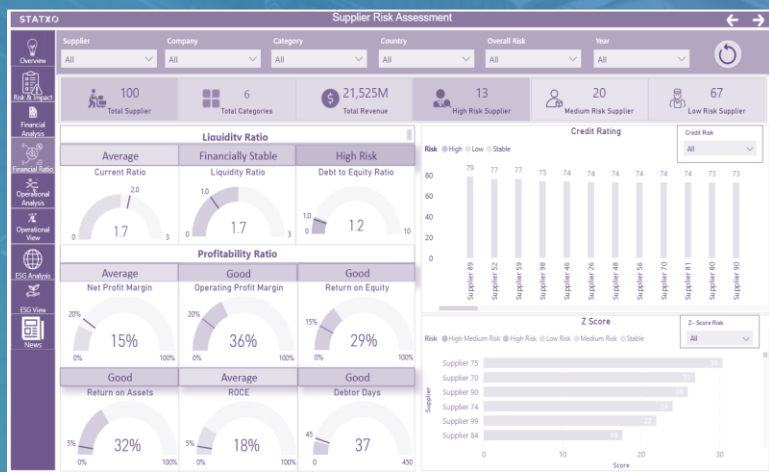 STATXO
Supplier Risk Assessment
Overview
Risk & Impact
Financial
Analysis
Financial Ratio
Operational
Analysis
Operational
View
ESG Analysis
ESG View
News
Supplier
All
Company
All
Category
All
Country
All
Overall Risk
All
Year
All
100
Total Supplier
6
Total Categories
$
21,525M
Total Revenue
13
High Risk Supplier
20
Medium Risk Supplier
67
Low Risk Supplier
Liquidity Ratio
Average
Financially Stable
High Risk
Current Ratio
Liquidity Ratio
Debt to Equity Ratio
2.0
1.7
0
3
1.0
1.7
0
3
1.0
1.2
0
10
Profitability Ratio
Average
Good
Good
Net Profit Margin
Operating Profit Margin
Return on Equity
20%
15%
0%
100%
20%
36%
0%
100%
15%
29%
0%
100%
Good
Average
Good
Return on Assets
ROCE
Debtor Days
5%
32%
0%
100%
5%
18%
0%
100%
45
37
0
450
Credit Rating
Credit Risk
All
Risk High Low Stable
80
60
40
20
0
79 77 77 75 74 74 74 74 74 74 73 73
Supplier 89
Supplier 52
Supplier 59
Supplier 98
Supplier 46
Supplier 26
Supplier 48
Supplier 56
Supplier 70
Supplier 81
Supplier 80
Supplier 90
Z Score
Z- Score Risk
All
Risk High Medium Risk High Risk Low Risk Medium Risk Stable
Supplier
Supplier 75
Supplier 70
Supplier 90
Supplier 74
Supplier 99
Supplier 84
0 10 20 30
Score